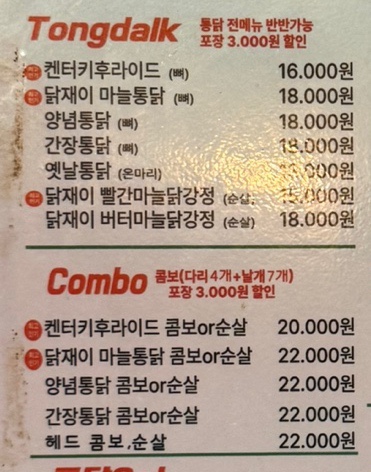 Tongdalk 통닭 전메뉴 반반가능
포장 3.000원 할인
켄터키후라이드 (뼈) 16.000원
닭재이 마늘통닭 (뼈) 18.000원
양념통닭 (뼈) 18.000원
간장통닭 (뼈) 18.000원
옛날통닭 (온마리)
닭재이 빨간마늘닭강정 (순살)
닭재이 버터마늘닭강정 (순살) 18.000원
Combo 콤보(다리4개+날개7개)
포장 3.000원 할인
켄터키후라이드 콤보or순살 20.000원
닭재이 마늘통닭 콤보or순살 22.000원
양념통닭 콤보or순살 22.000원
간장통닭 콤보or순살 22.000원
헤드 콤보,순살 22.000원